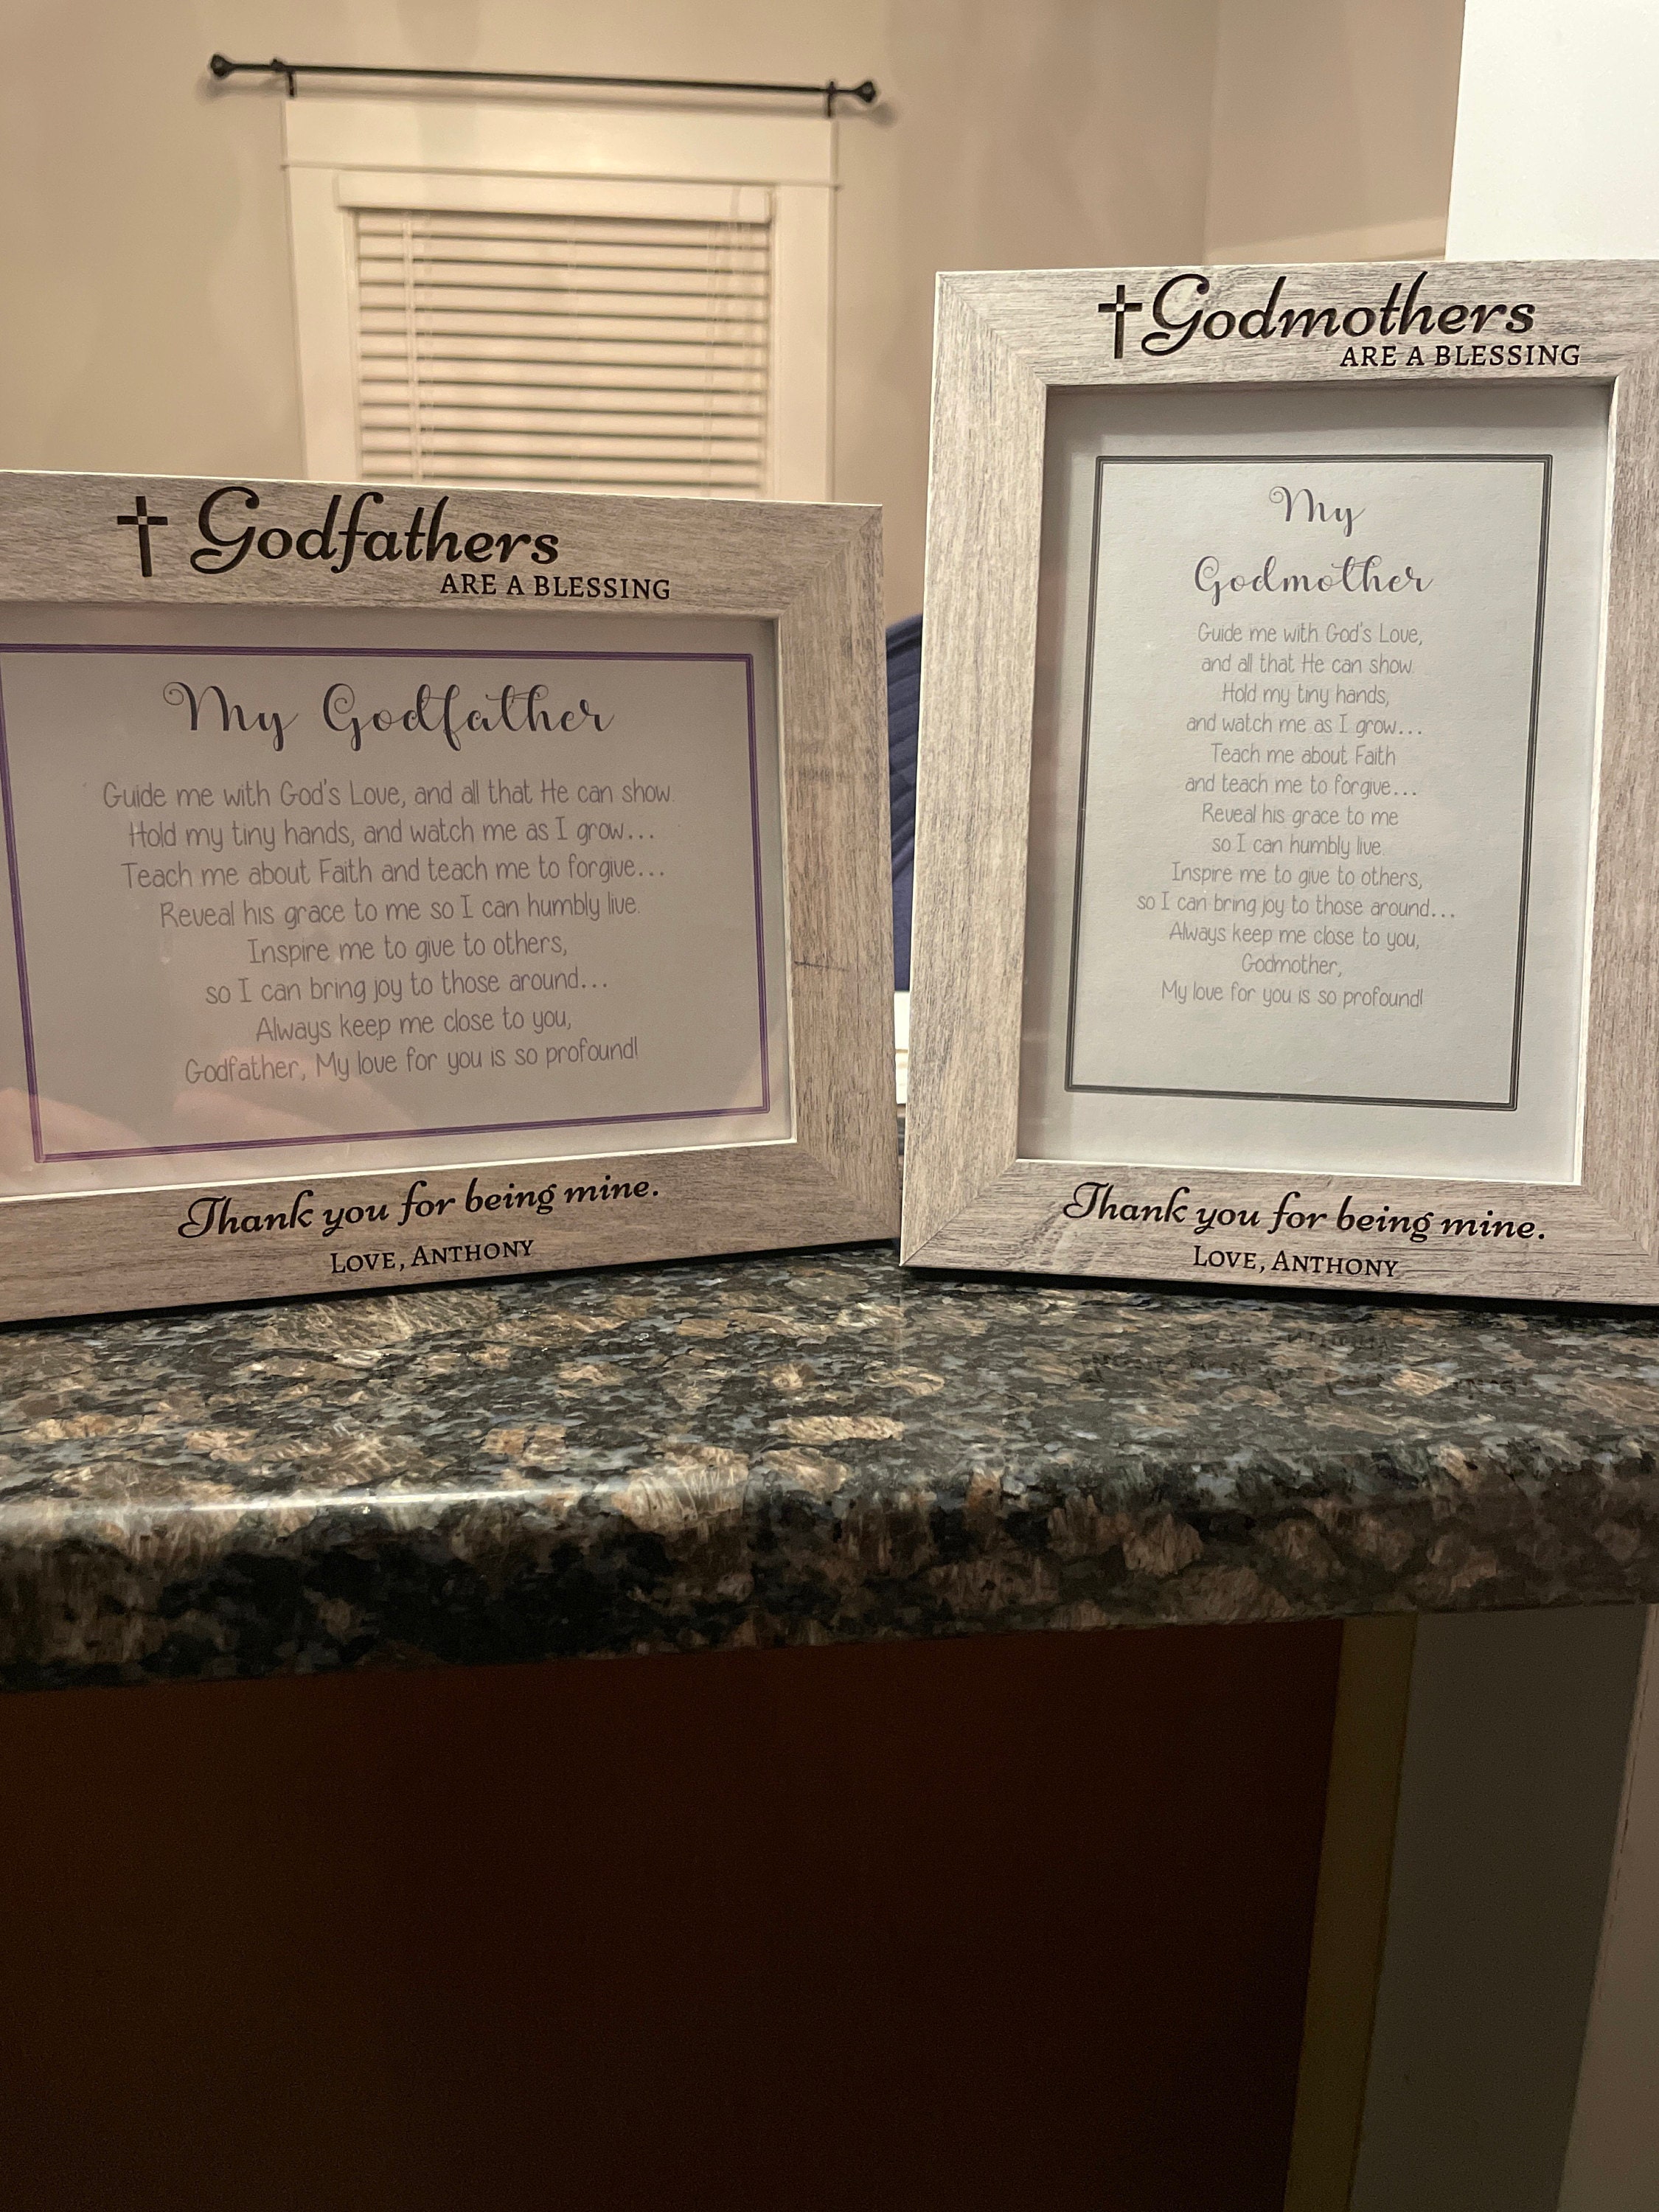 Godfathers
ARE A BLESSING
My Godfather
Guide me with God's Love, and all that He can show.
Hold my tiny hands, and watch me as I grow...
Teach me about Faith and teach me to forgive...
Reveal his grace to me so I can humbly live.
Inspire me to give to others,
so I can bring joy to those around...
Always keep me close to you,
Godfather, My love for you is so profound!
Thank you for being mine.
LOVE, ANTHONY
Godmothers
ARE A BLESSING
My
Godmother
Guide me with God's Love,
and all that He can show.
Hold my tiny hands,
and watch me as I grow...
Teach me about Faith
and teach me to forgive...
Reveal his grace to me
so I can humbly live.
Inspire me to give to others,
so I can bring joy to those around...
Always keep me close to you,
Godmother,
My love for you is so profound!
Thank you for being mine.
LOVE, ANTHONY